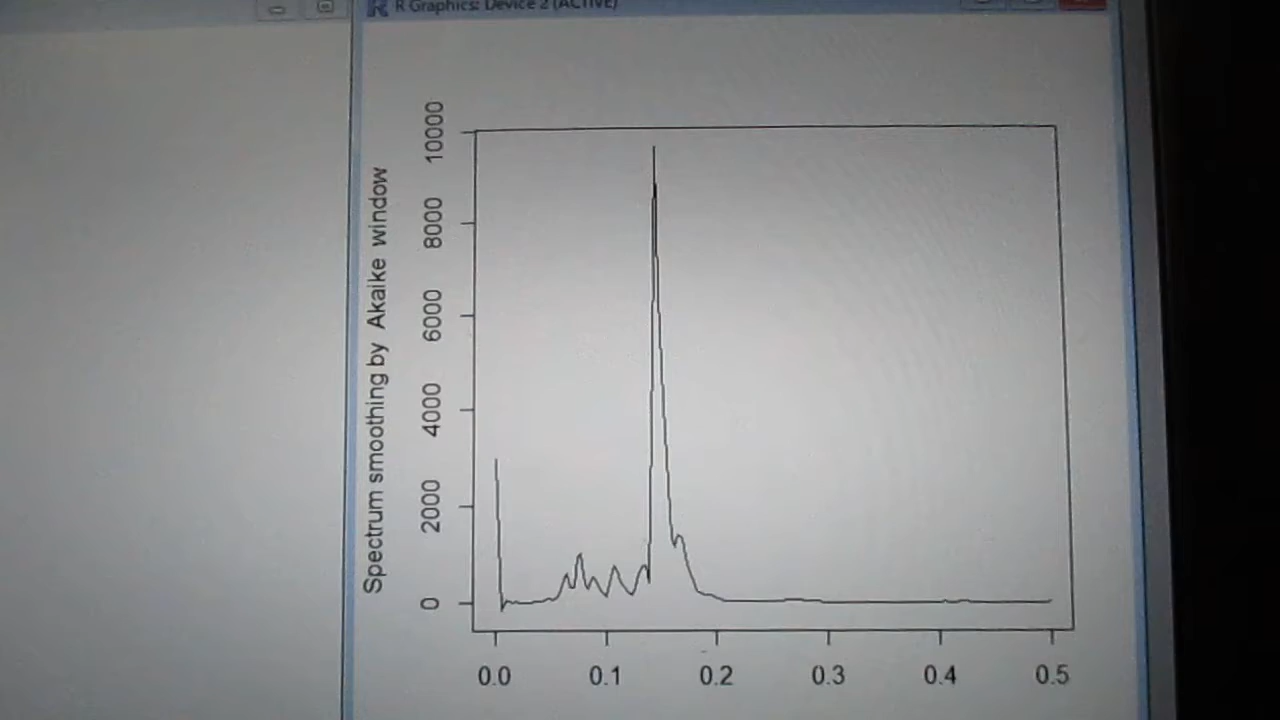 R Graphics: Device 2 (ACTIVE)
Spectrum smoothing by Akaike window
10000
8000
6000
4000
2000
0
0.0 0.1 0.2 0.3 0.4 0.5